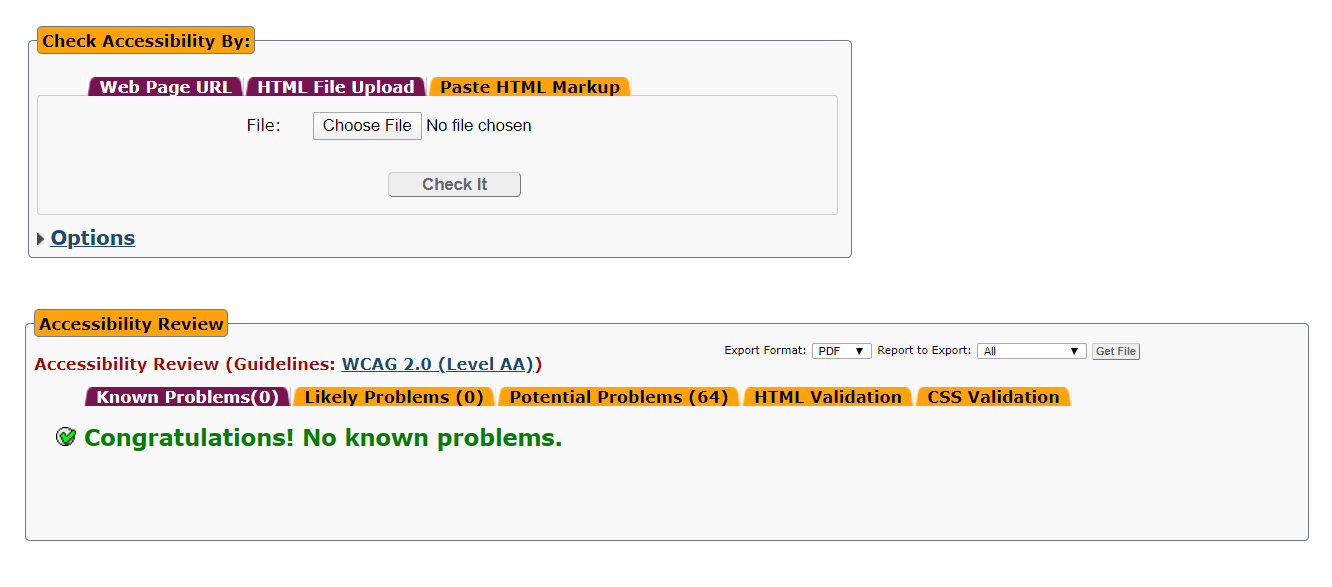 Check Accessibility By:
Web Page URL HTML File Upload Paste HTML Markup
File: Choose File No file chosen
Check It
Options
Accessibility Review
Export Format: PDF Report to Export: All Get File
Accessibility Review (Guidelines: WCAG 2.0 (Level AA))
Known Problems(0) Likely Problems (0) Potential Problems (64) HTML Validation CSS Validation
Congratulations! No known problems.